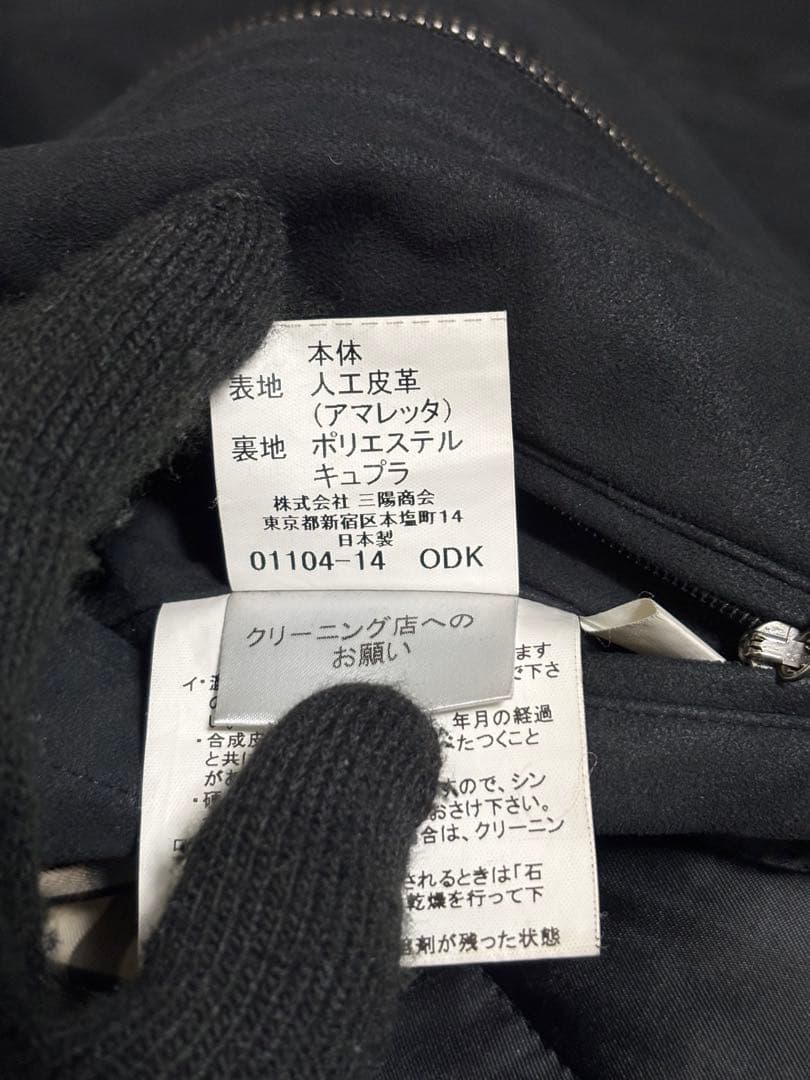 本体
表地 人工皮革
(アマレッタ)
裏地 ポリエステル
キュプラ
株式会社 三陽商会
東京都新宿区本塩町14
日本製
01104-14 ODK
クリーニング店への
お願い
ます
イ・ で下さ
の
年月の経過
・合成皮 たつくこと
と共に
があ
・硬 ので、シン
おさけ下さい。
合は、クリーニン
されるときは「石
乾燥を行って下
溶剤が残った状態